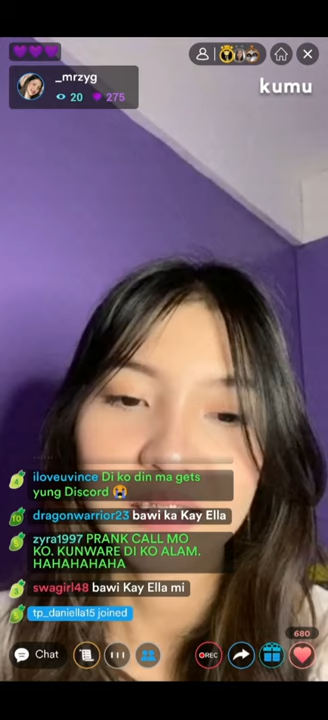 _mrzyg
20 275
kumu
iloveuvince Di ko din ma gets
yung Discord 😭
dragonwarrior23 bawi ka Kay Ella
zyra1997 PRANK CALL MO
KO. KUNWARE DI KO ALAM.
HAHAHAHAHA
swagirl48 bawi Kay Ella mi
tp_daniella15 joined
680
Chat
REC